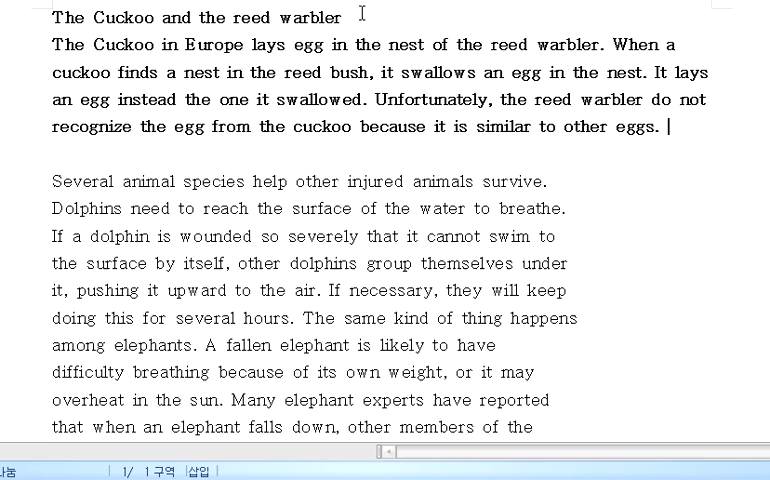 The Cuckoo and the reed warbler
The Cuckoo in Europe lays egg in the nest of the reed warbler. When a
cuckoo finds a nest in the reed bush, it swallows an egg in the nest. It lays
an egg instead the one it swallowed. Unfortunately, the reed warbler do not
recognize the egg from the cuckoo because it is similar to other eggs.
Several animal species help other injured animals survive.
Dolphins need to reach the surface of the water to breathe.
If a dolphin is wounded so severely that it cannot swim to
the surface by itself, other dolphins group themselves under
it, pushing it upward to the air. If necessary, they will keep
doing this for several hours. The same kind of thing happens
among elephants. A fallen elephant is likely to have
difficulty breathing because of its own weight, or it may
overheat in the sun. Many elephant experts have reported
that when an elephant falls down, other members of the
나눔 1/ 1 구역 삽입